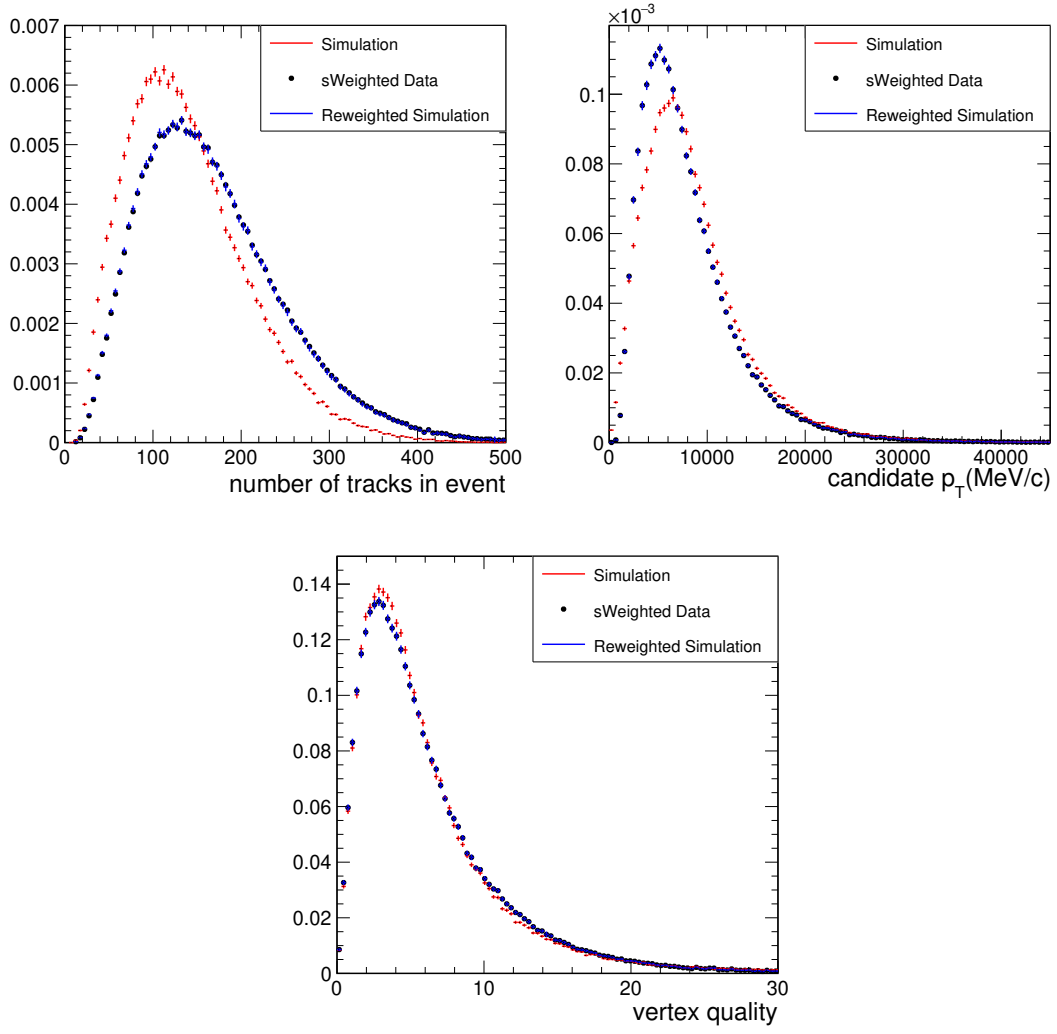 0.007
0.006
0.005
0.004
0.003
0.002
0.001
0
0 100 200 300 400 500
number of tracks in event
Simulation
sWeighted Data
Reweighted Simulation
×10⁻³
0.1
0.08
0.06
0.04
0.02
0
0 10000 20000 30000 40000
candidate p_T(MeV/c)
Simulation
sWeighted Data
Reweighted Simulation
0.14
0.12
0.1
0.08
0.06
0.04
0.02
0
0 10 20 30
vertex quality
Simulation
sWeighted Data
Reweighted Simulation